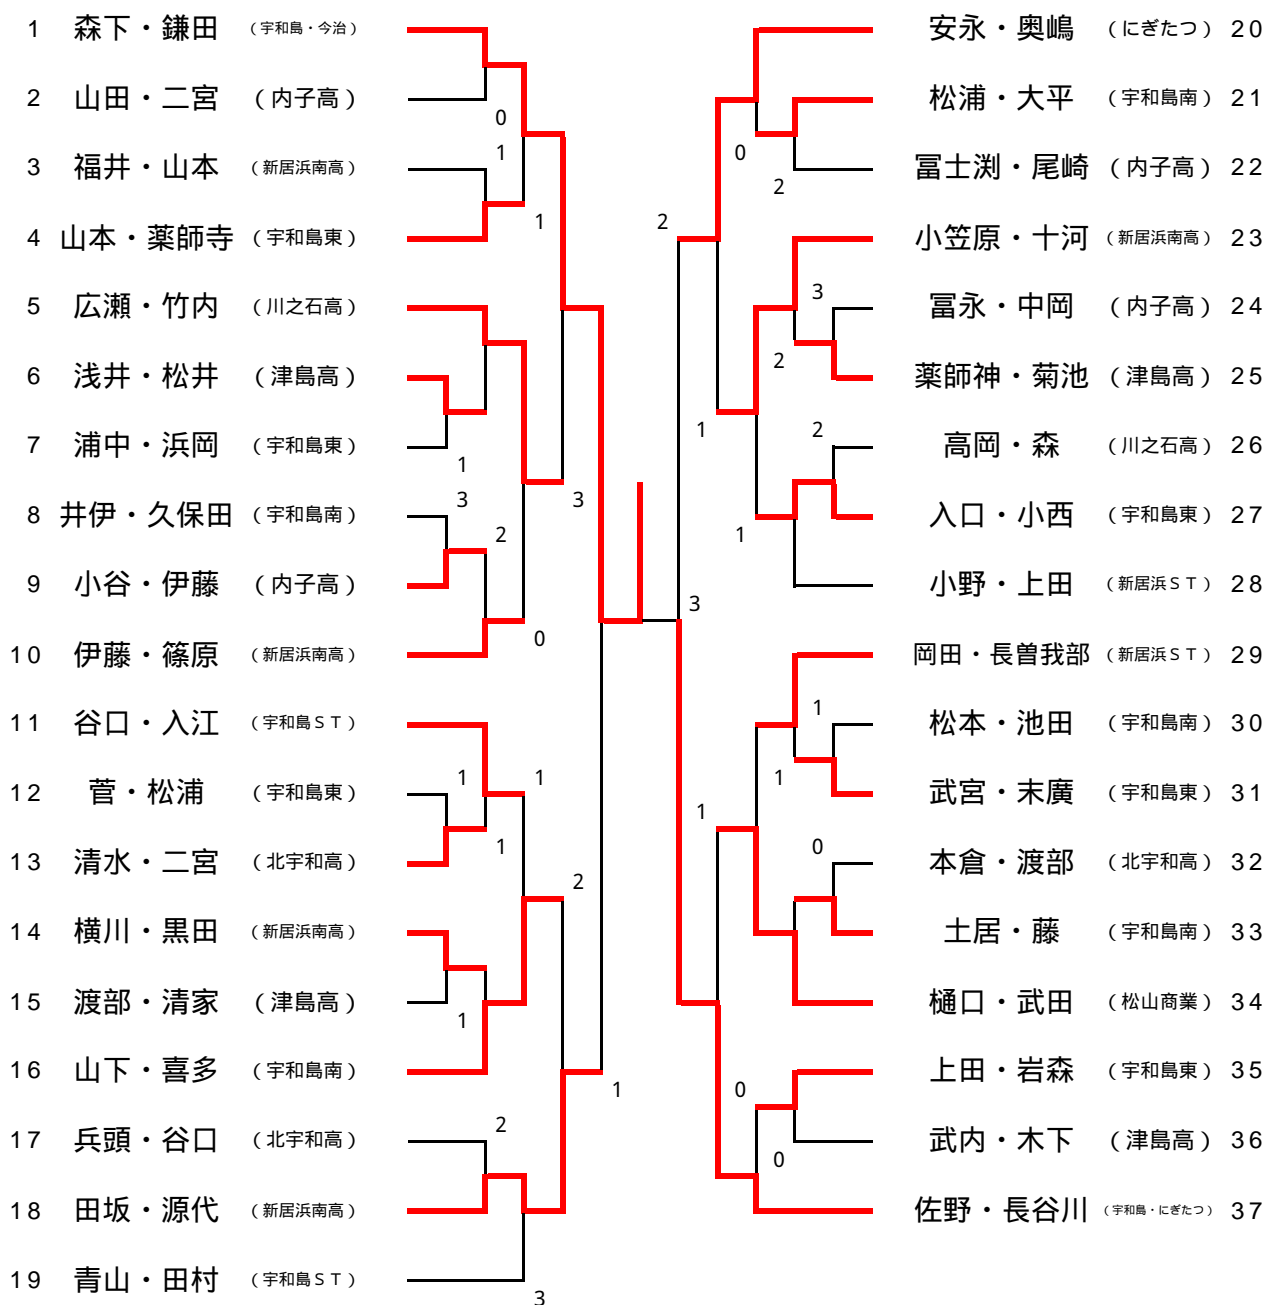 1 森下・鎌田 （宇和島・今治）
2 山田・二宮 （内子高）
3 福井・山本 （新居浜南高）
4 山本・薬師寺 （宇和島東）
5 広瀬・竹内 （川之石高）
6 浅井・松井 （津島高）
7 浦中・浜岡 （宇和島東）
8 井伊・久保田 （宇和島南）
9 小谷・伊藤 （内子高）
10 伊藤・篠原 （新居浜南高）
11 谷口・入江 （宇和島ＳＴ）
12 菅・松浦 （宇和島東）
13 清水・二宮 （北宇和高）
14 横川・黒田 （新居浜南高）
15 渡部・清家 （津島高）
16 山下・喜多 （宇和島南）
17 兵頭・谷口 （北宇和高）
18 田坂・源代 （新居浜南高）
19 青山・田村 （宇和島ＳＴ）
0
1
1
1
3
3
2
0
1
1
1
2
1
2
1
3
2
0
2
3
2
1
2
1
3
1
1
1
0
0
0
安永・奥嶋 （にぎたつ） 20
松浦・大平 （宇和島南） 21
冨士渕・尾崎 （内子高） 22
小笠原・十河 （新居浜南高） 23
冨永・中岡 （内子高） 24
薬師神・菊池 （津島高） 25
高岡・森 （川之石高） 26
入口・小西 （宇和島東） 27
小野・上田 （新居浜ＳＴ） 28
岡田・長曽我部 （新居浜ＳＴ） 29
松本・池田 （宇和島南） 30
武宮・末廣 （宇和島東） 31
本倉・渡部 （北宇和高） 32
土居・藤 （宇和島南） 33
樋口・武田 （松山商業） 34
上田・岩森 （宇和島東） 35
武内・木下 （津島高） 36
佐野・長谷川 （宇和島・にぎたつ） 37